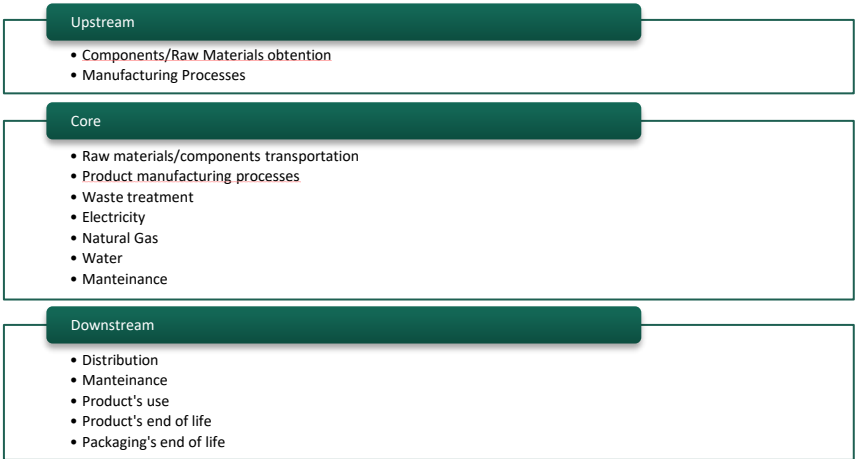 Upstream
• Components/Raw Materials obtention
• Manufacturing Processes
Core
• Raw materials/components transportation
• Product manufacturing processes
• Waste treatment
• Electricity
• Natural Gas
• Water
• Manteinance
Downstream
• Distribution
• Manteinance
• Product's use
• Product's end of life
• Packaging's end of life